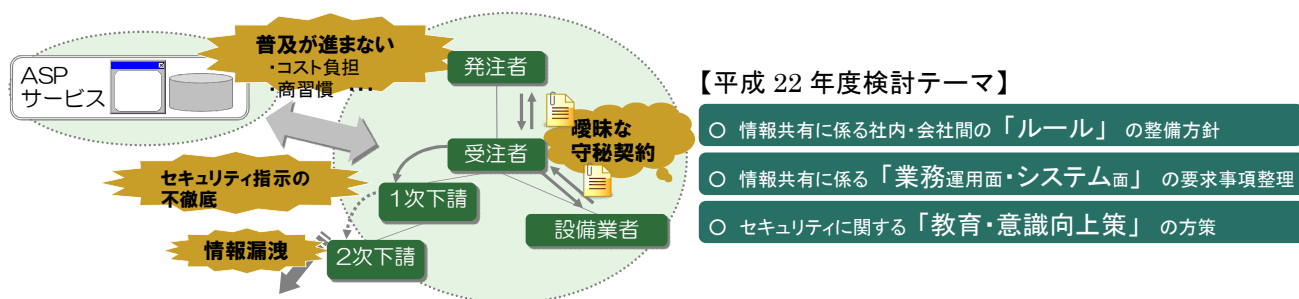 普及が進まない
・コスト負担
・商習慣 ・・・
ASP
サービス
発注者
曖昧な
守秘契約
受注者
セキュリティ指示の
不徹底
1次下請
設備業者
情報漏洩
2次下請
【平成 22 年度検討テーマ】
○ 情報共有に係る社内・会社間の「ルール」の整備方針
○ 情報共有に係る「業務運用面・システム面」の要求事項整理
○ セキュリティに関する「教育・意識向上策」の方策